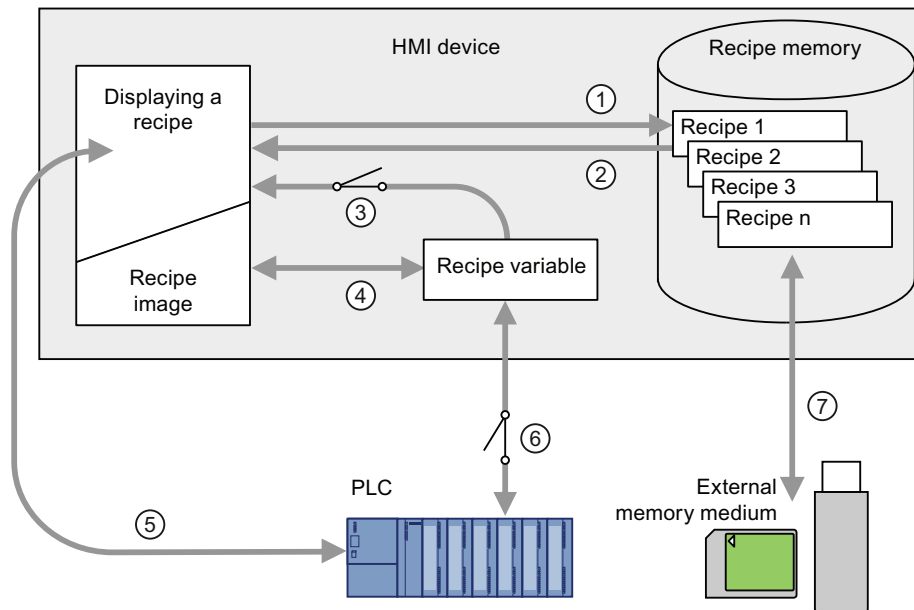 HMI device
Recipe memory
Displaying a
recipe
1
Recipe 1
2
Recipe 2
3
Recipe 3
Recipe n
Recipe variable
4
Recipe
image
7
6
PLC
External
memory medium
5